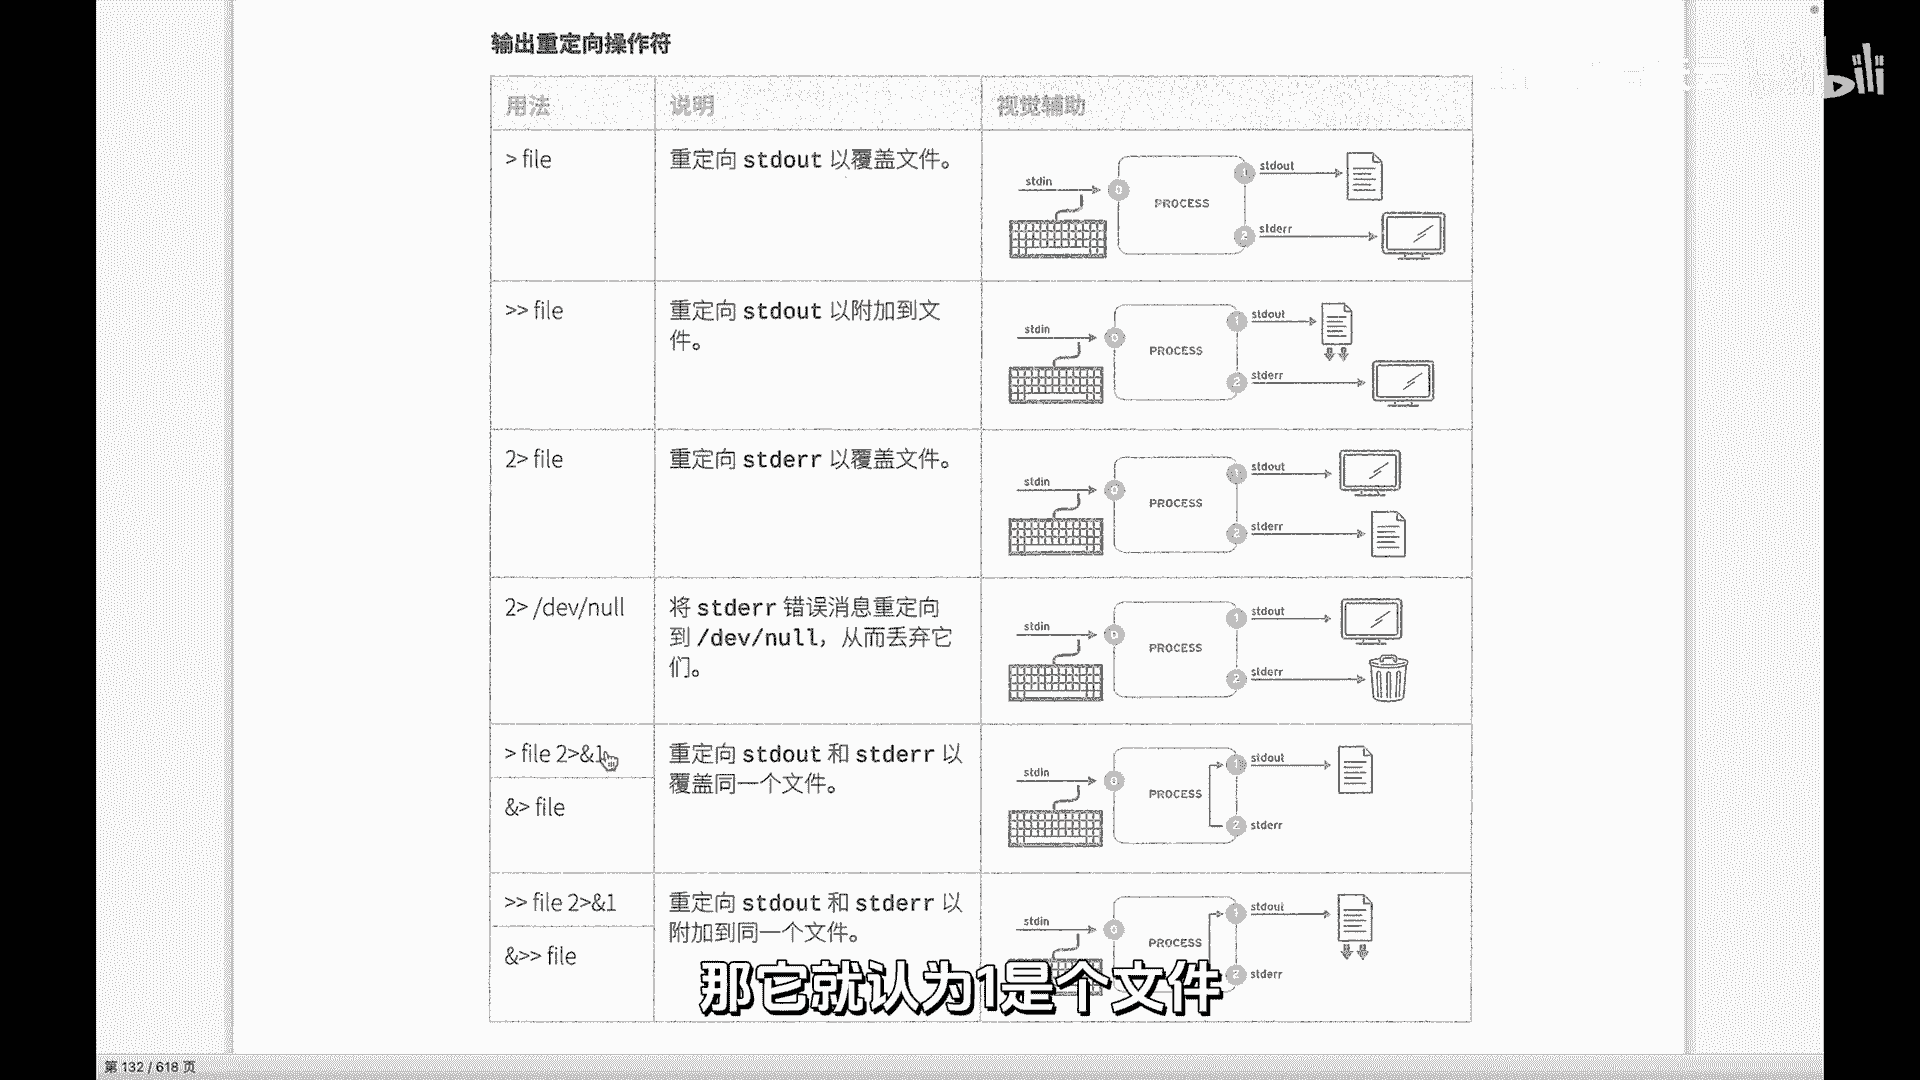 输出重定向操作符
bili
用法 说明 视觉辅助
> file
重定向 stdout 以覆盖文件。
stdin
0
PROCESS
1
stdout
2
stderr
>> file
重定向 stdout 以附加到文
件。
stdin
0
PROCESS
1
stdout
2
stderr
2> file
重定向 stderr 以覆盖文件。
stdin
0
PROCESS
1
stdout
2
stderr
2> /dev/null
将 stderr 错误消息重定向
到 /dev/null，从而丢弃它
们。
stdin
0
PROCESS
1
stdout
2
stderr
> file 2>&1
&> file
重定向 stdout 和 stderr 以
覆盖同一个文件。
stdin
0
PROCESS
1
stdout
2
stderr
>> file 2>&1
&>> file
重定向 stdout 和 stderr 以
附加到同一个文件。
stdin
0
PROCESS
1
stdout
2
stderr
那它就认为1是个文件
第 132 / 618 页